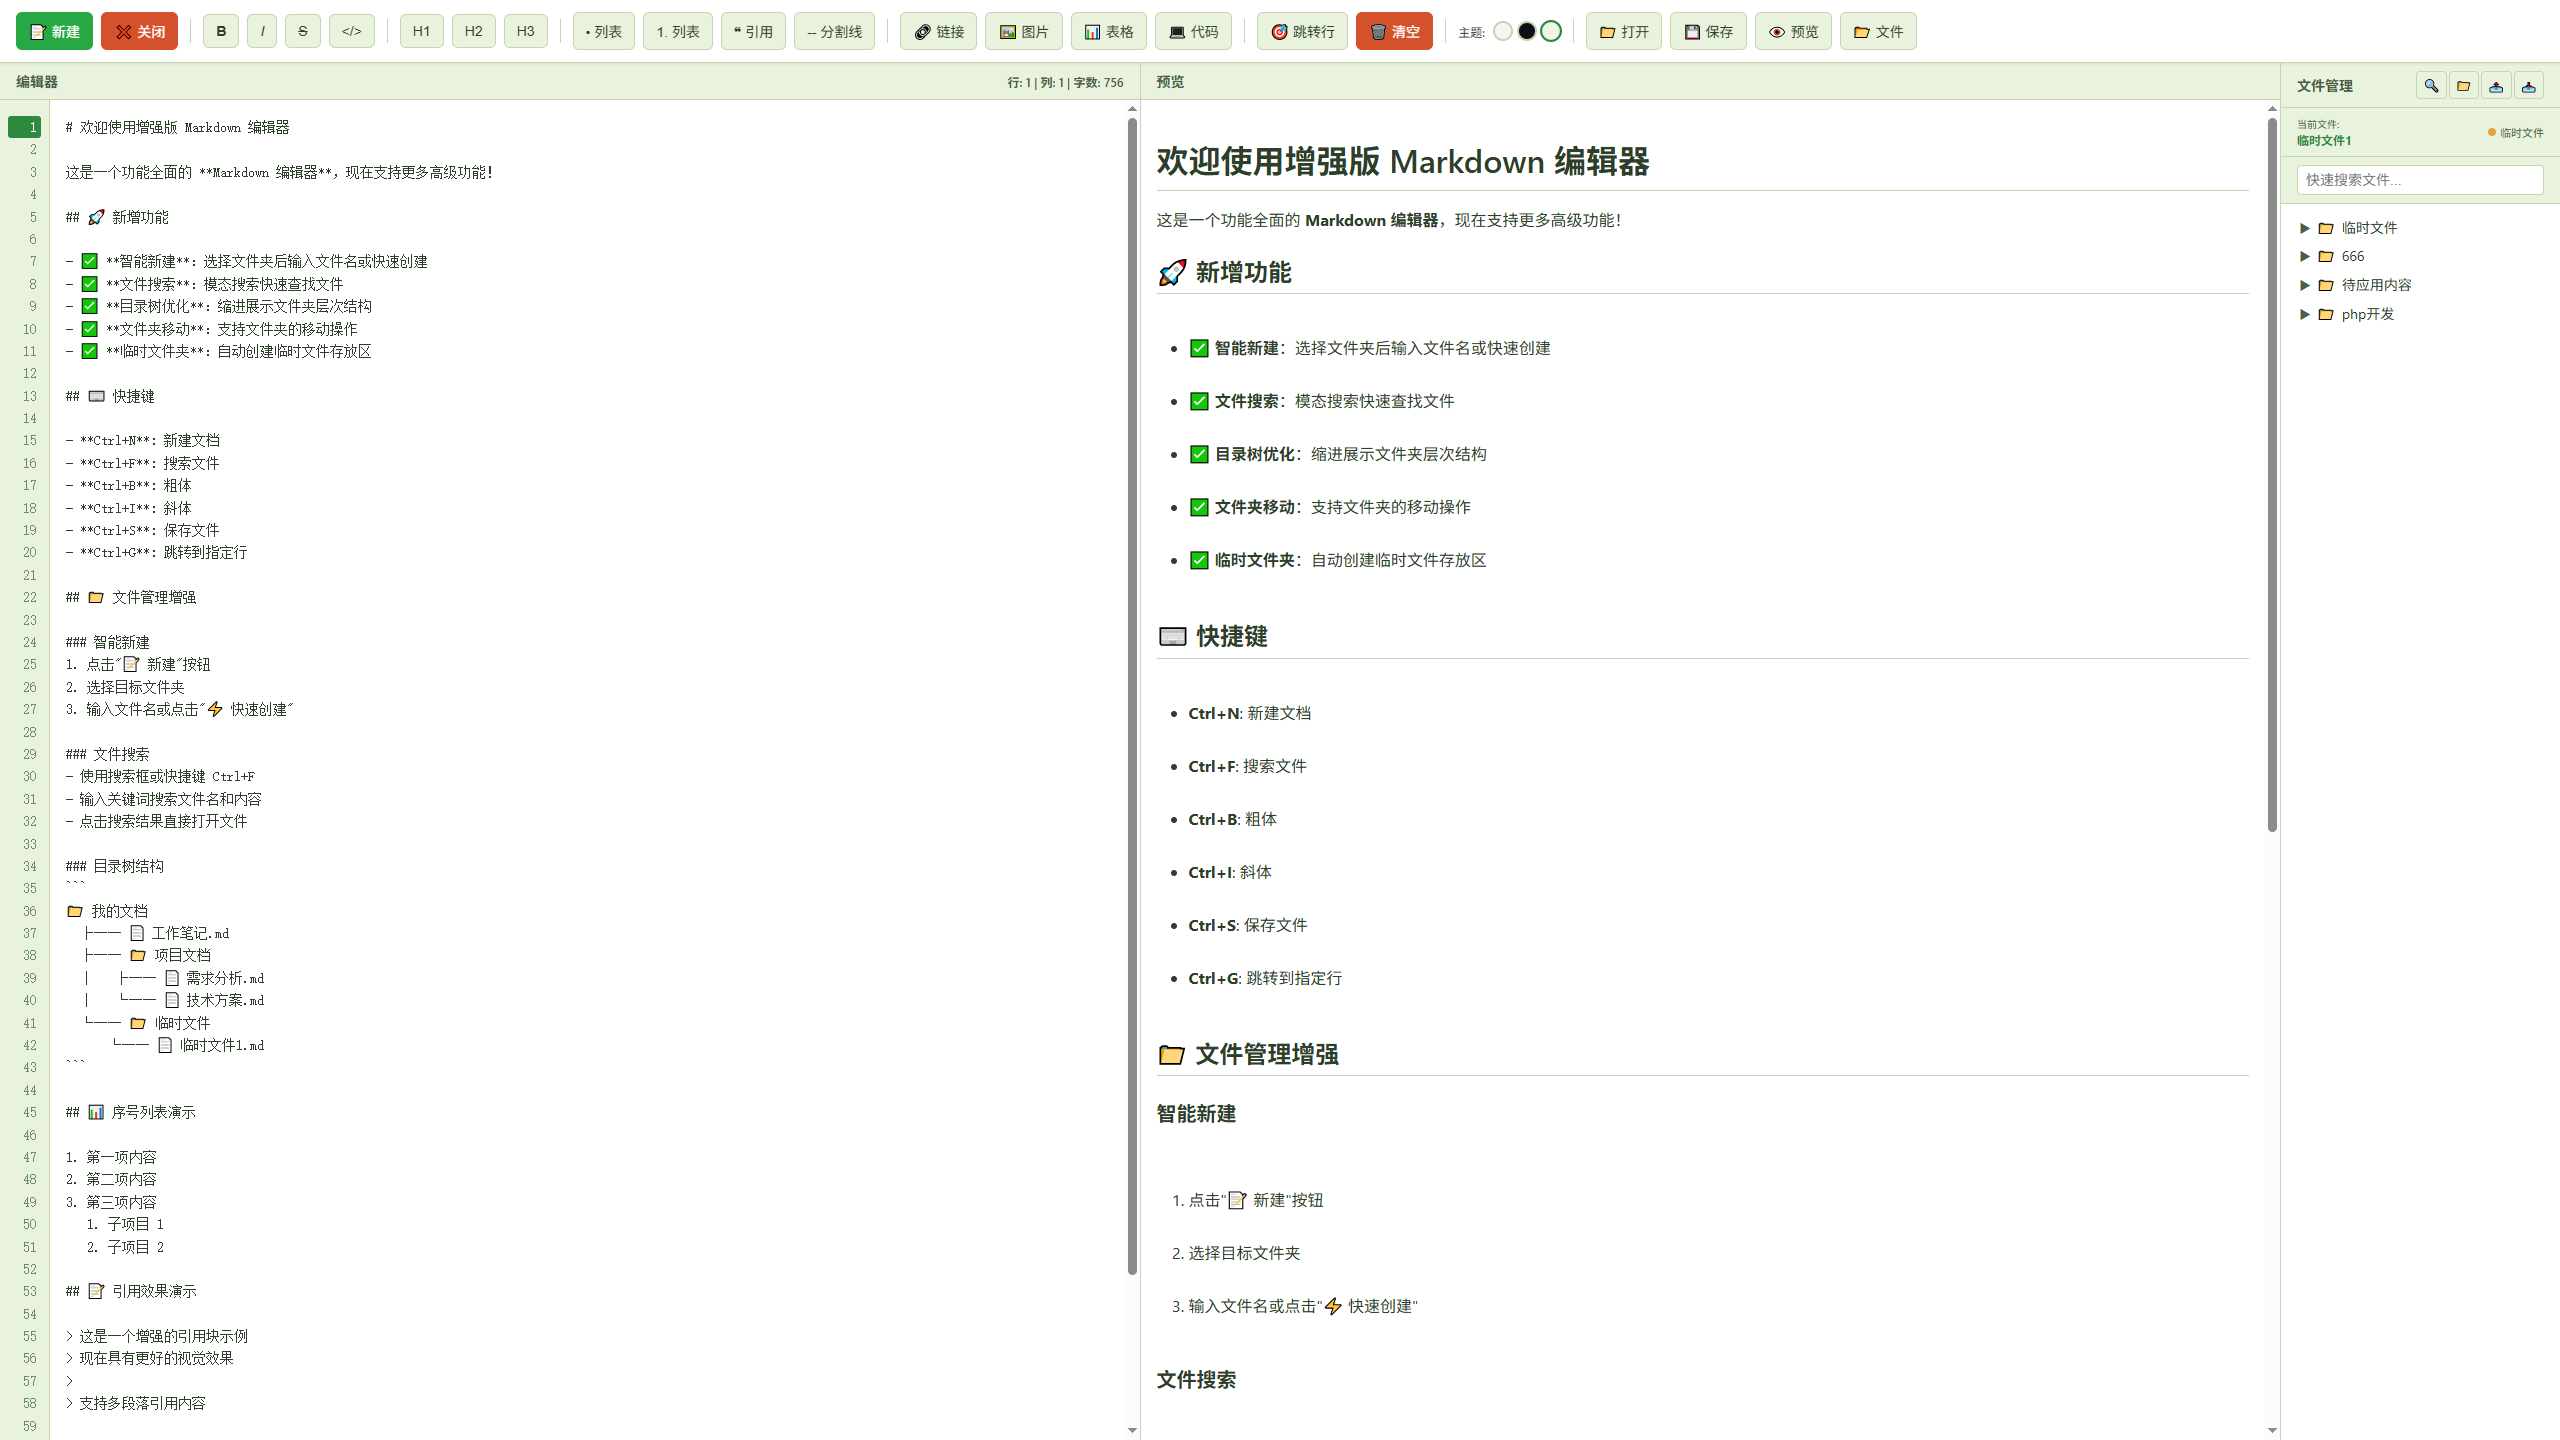 📝 新建 ❌ 关闭 B I S </> H1 H2 H3 • 列表 1. 列表 ❝ 引用 -- 分割线 🔗 链接 🖼️ 图片 📊 表格 💻 代码 🎯 跳转行 🗑️ 清空 主题: 📁 打开 💾 保存 👁️ 预览 📁 文件
编辑器 行: 1 | 列: 1 | 字数: 756
1 # 欢迎使用增强版 Markdown 编辑器
2
3 这是一个功能全面的 **Markdown 编辑器**，现在支持更多高级功能！
4
5 ## 🚀 新增功能
6
7 - ✅ **智能新建**：选择文件夹后输入文件名或快速创建
8 - ✅ **文件搜索**：模态搜索快速查找文件
9 - ✅ **目录树优化**：缩进展示文件夹层次结构
10 - ✅ **文件夹移动**：支持文件夹的移动操作
11 - ✅ **临时文件夹**：自动创建临时文件存放区
12
13 ## ⌨️ 快捷键
14
15 - **Ctrl+N**: 新建文档
16 - **Ctrl+F**: 搜索文件
17 - **Ctrl+B**: 粗体
18 - **Ctrl+I**: 斜体
19 - **Ctrl+S**: 保存文件
20 - **Ctrl+G**: 跳转到指定行
21
22 ## 📁 文件管理增强
23
24 ### 智能新建
25 1. 点击"📝 新建"按钮
26 2. 选择目标文件夹
27 3. 输入文件名或点击"⚡ 快速创建"
28
29 ### 文件搜索
30 - 使用搜索框或快捷键 Ctrl+F
31 - 输入关键词搜索文件名和内容
32 - 点击搜索结果直接打开文件
33
34 ### 目录树结构
35 ```
36 📁 我的文档
37   ├── 📄 工作笔记.md
38   ├── 📁 项目文档
39   │   ├── 📄 需求分析.md
40   │   └── 📄 技术方案.md
41   └── 📁 临时文件
42       └── 📄 临时文件1.md
43 ```
44
45 ## 📊 序号列表演示
46
47 1. 第一项内容
48 2. 第二项内容
49 3. 第三项内容
50    1. 子项目 1
51    2. 子项目 2
52
53 ## 📝 引用效果演示
54
55 > 这是一个增强的引用块示例
56 > 现在具有更好的视觉效果
57 >
58 > 支持多段落引用内容
59
预览
欢迎使用增强版 Markdown 编辑器
这是一个功能全面的 Markdown 编辑器，现在支持更多高级功能！
🚀 新增功能
• ✅ 智能新建：选择文件夹后输入文件名或快速创建
• ✅ 文件搜索：模态搜索快速查找文件
• ✅ 目录树优化：缩进展示文件夹层次结构
• ✅ 文件夹移动：支持文件夹的移动操作
• ✅ 临时文件夹：自动创建临时文件存放区
⌨️ 快捷键
• Ctrl+N: 新建文档
• Ctrl+F: 搜索文件
• Ctrl+B: 粗体
• Ctrl+I: 斜体
• Ctrl+S: 保存文件
• Ctrl+G: 跳转到指定行
📁 文件管理增强
智能新建
1. 点击"📝 新建"按钮
2. 选择目标文件夹
3. 输入文件名或点击"⚡ 快速创建"
文件搜索
文件管理
当前文件:
临时文件1
临时文件
快速搜索文件...
▶ 📁 临时文件
▶ 📁 666
▶ 📁 待应用内容
▶ 📁 php开发